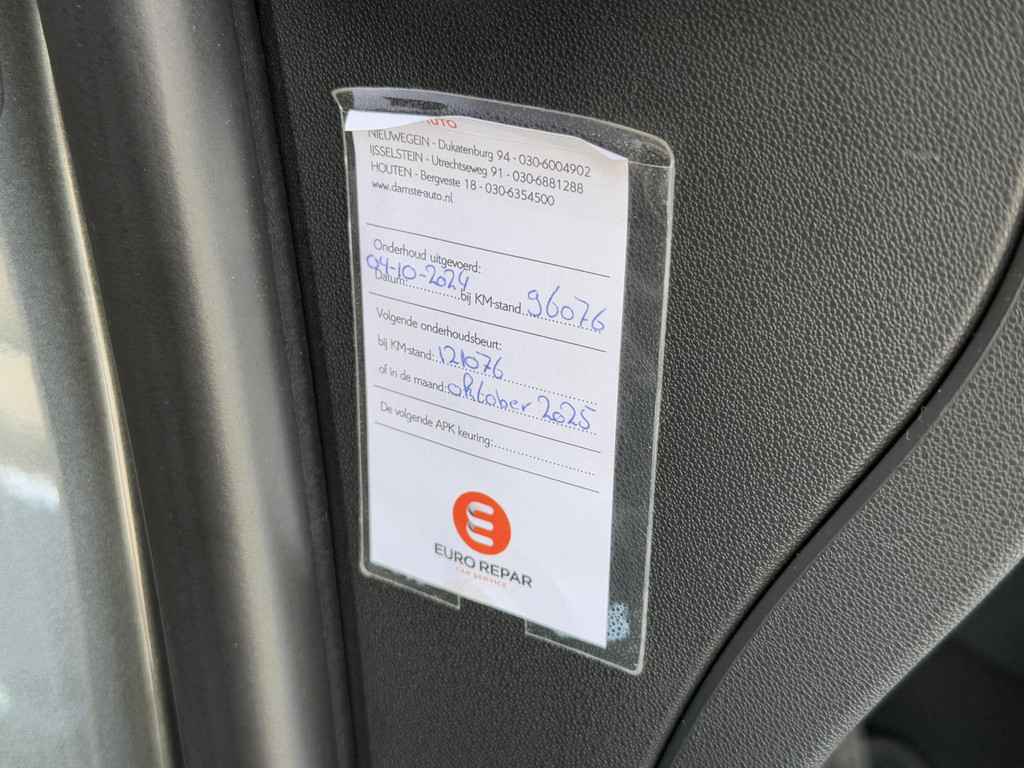 AUTO
NIEUWEGEIN - Dukatenburg 94 - 030-6004902
IJSSELSTEIN - Utrechtseweg 91 - 030-6881288
HOUTEN - Bergveste 18 - 030-6354500
www.damste-auto.nl
Onderhoud uitgevoerd:
Datum: 04-10-2024 bij KM-stand 96076
Volgende onderhoudsbeurt:
bij KM-stand: 121076
of in de maand: oktober 2025
De volgende APK keuring:
EURO REPAR
CAR SERVICE